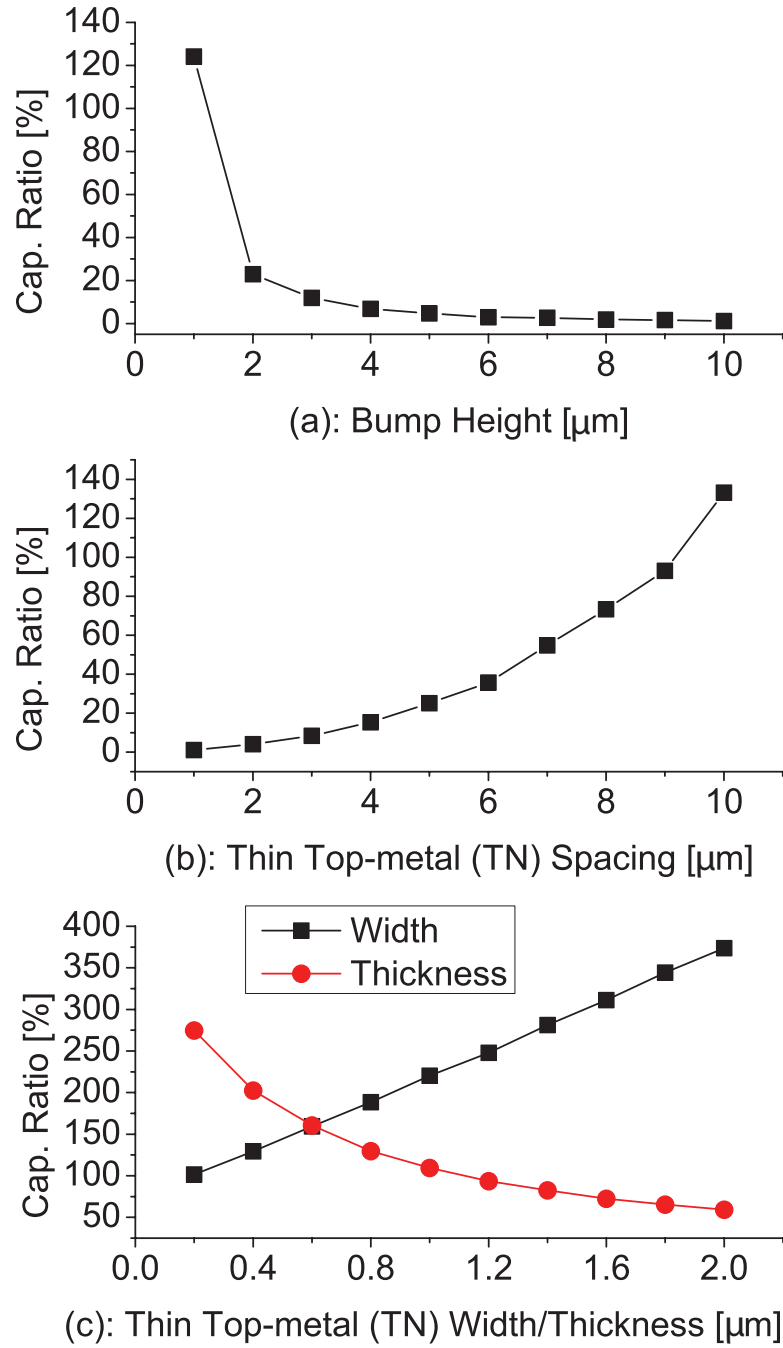 140
120
100
80
60
40
20
0
Cap. Ratio [%]
0 2 4 6 8 10
(a): Bump Height [µm]
140
120
100
80
60
40
20
0
Cap. Ratio [%]
0 2 4 6 8 10
(b): Thin Top-metal (TN) Spacing [µm]
400
350
300
250
200
150
100
50
Cap. Ratio [%]
Width
Thickness
0.0 0.4 0.8 1.2 1.6 2.0
(c): Thin Top-metal (TN) Width/Thickness [µm]